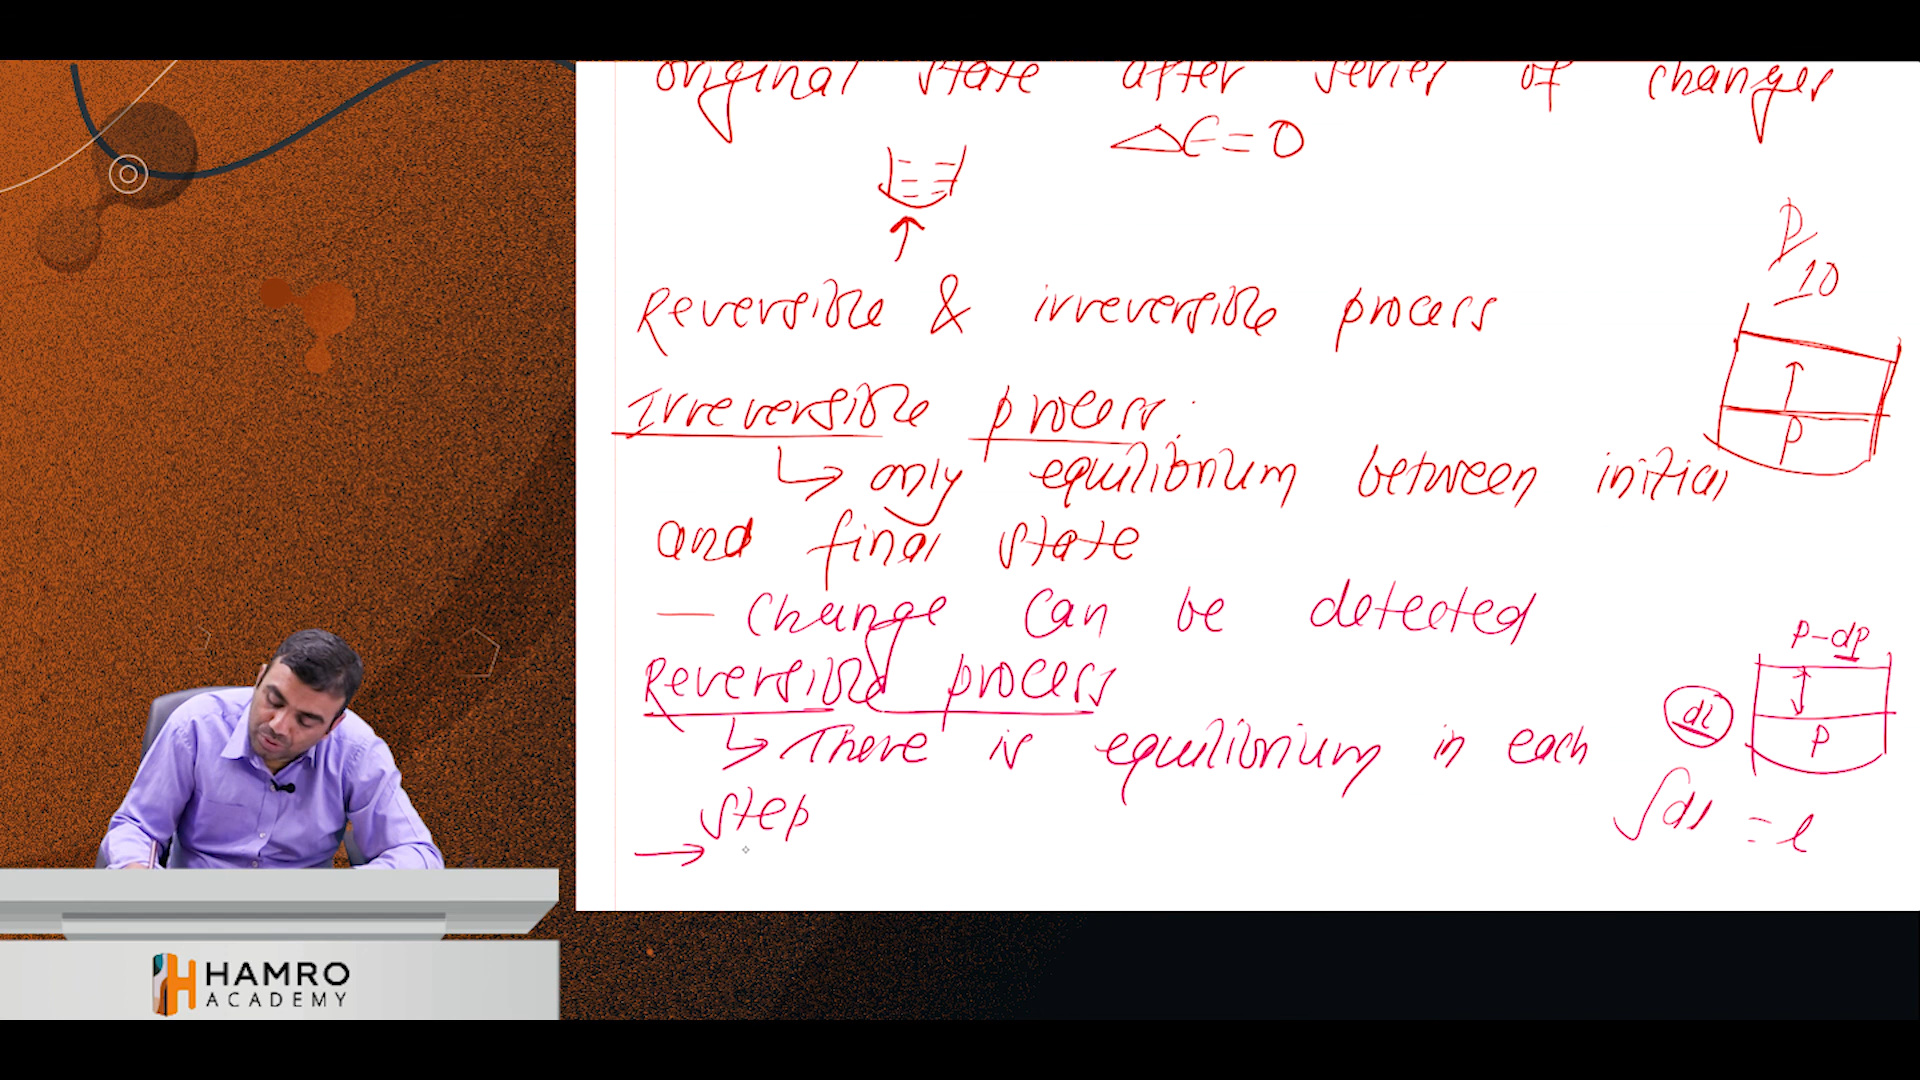 original state after series of changes
ΔE = 0
Reversible & irreversible process
P/10
Irreversible process:
P
↳ only equilibrium between initial
and final state
— Change can be detected
P-dp
Reversible process
dl
P
↳ There is equilibrium in each
step
∫dl = l
→
HAMRO
ACADEMY